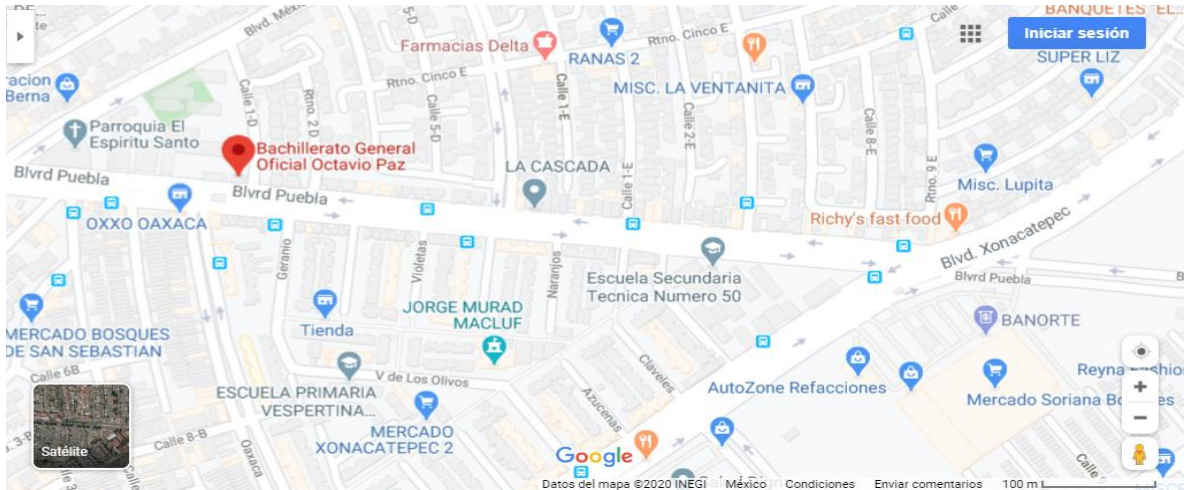 BANQUETES EL...
Iniciar sesión
Blvd. M
Calle
Farmacias Delta
RANAS 2
Rtno. Cinco E
SUPER LIZ
MISC. LA VENTANITA
Rtno. Cinco E
Berna
Parroquia El
Espiritu Santo
Calle 1-D
Rtno. 2 D
Calle 5-D
Calle 1-E
Calle 2-E
Calle 8-E
Bachillerato General
Oficial Octavio Paz
LA CASCADA
Calle 1-E
Rtno. 9 E
Misc. Lupita
Blvrd Puebla
Blvrd Puebla
OXXO OAXACA
Richy's fast food
Blvd. Xonacatepec
Geranio
Violetas
Naranjos
Escuela Secundaria
Tecnica Numero 50
Blvrd Puebla
Tienda
JORGE MURAD
MACLUF
BANORTE
MERCADO BOSQUES
DE SAN SEBASTIAN
Calle 6B
ESCUELA PRIMARIA
VESPERTINA...
V de Los Olivos
Claveles
Azucenas
AutoZone Refacciones
Reyna
Mercado Soriana
MERCADO
XONACATEPEC 2
Satélite
Calle 8-B
Oaxaca
Google
Datos del mapa ©2020 INEGI México Condiciones Enviar comentarios 100 m